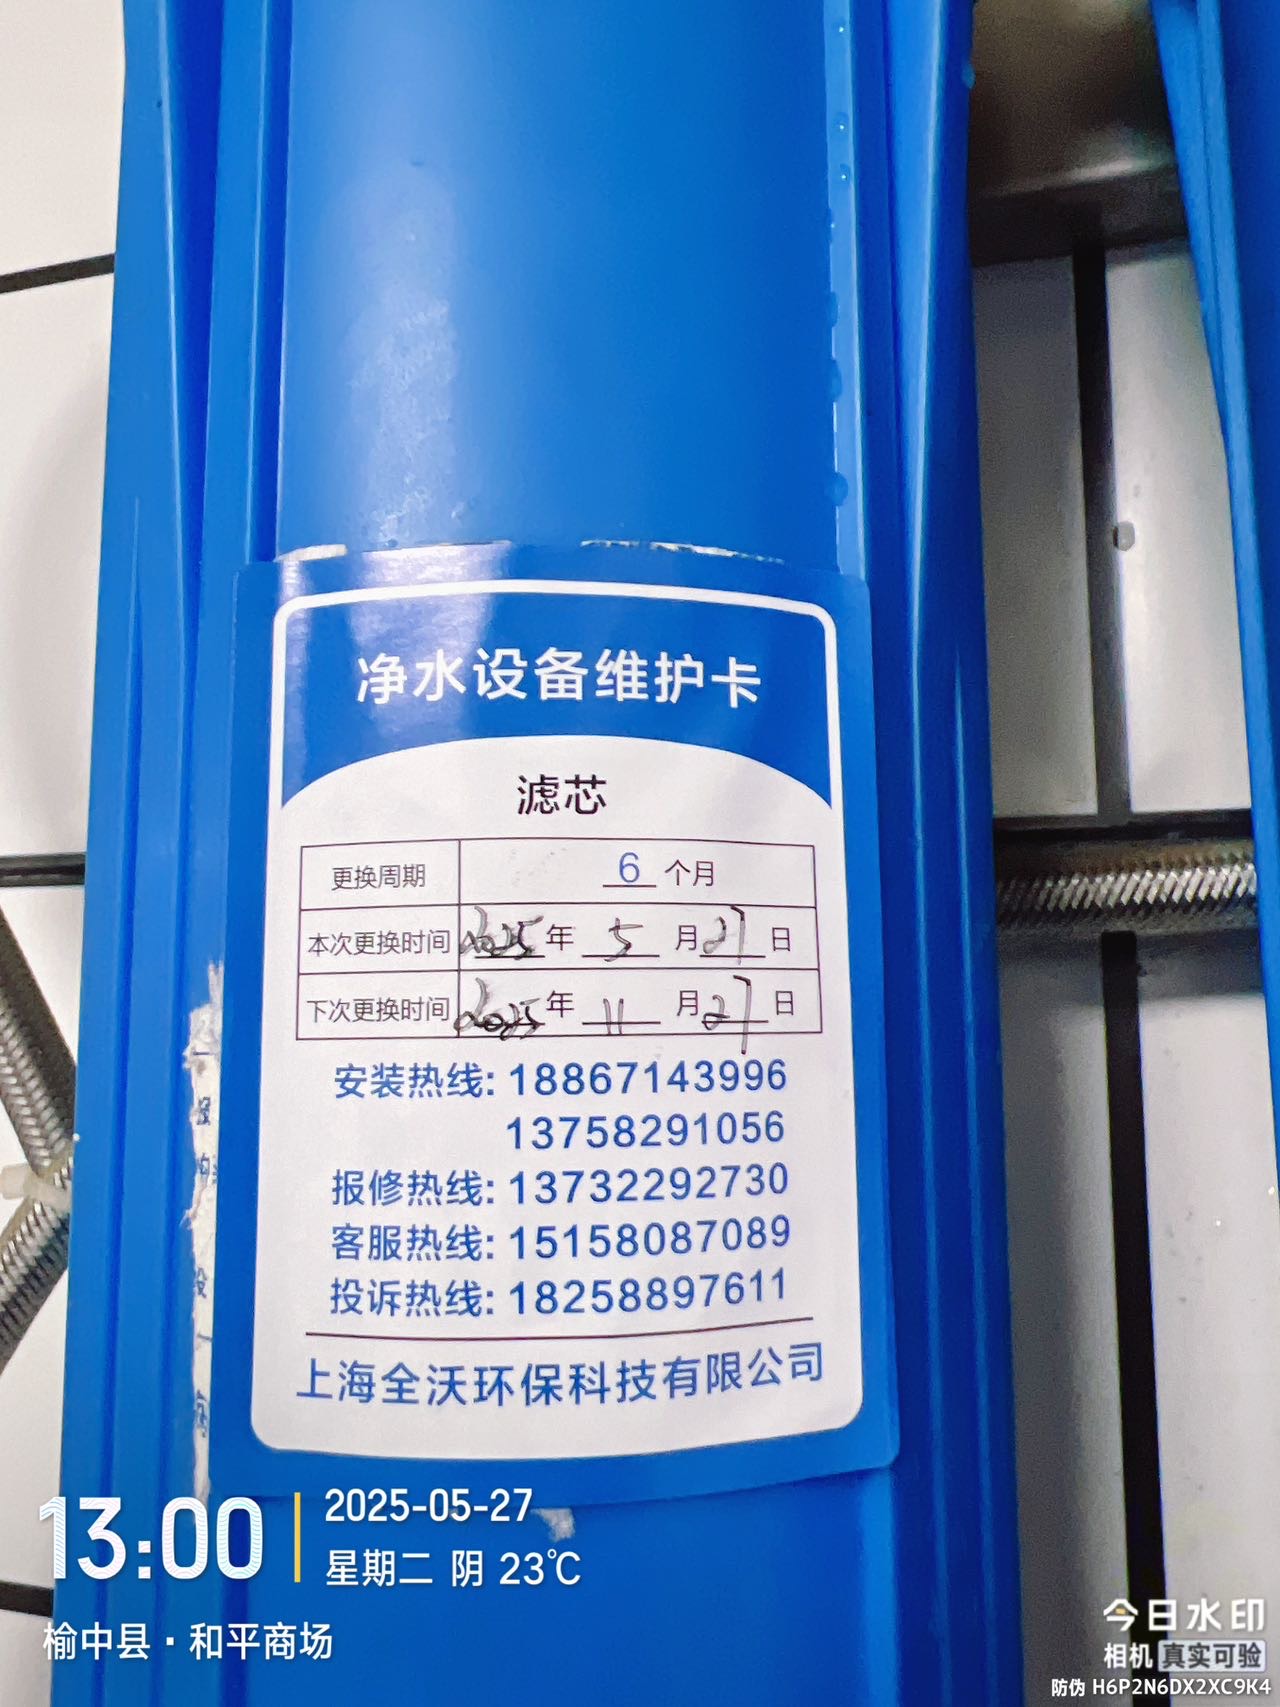 净水设备维护卡
滤芯
更换周期 6 个月
本次更换时间 2025 年 5 月 27 日
下次更换时间 2025 年 11 月 27 日
安装热线: 18867143996
13758291056
报修热线: 13732292730
客服热线: 15158087089
投诉热线: 18258897611
上海全沃环保科技有限公司
13:00
2025-05-27
星期二 阴 23℃
榆中县·和平商场
今日水印
相机 真实可验
防伪 H6P2N6DX2XC9K4